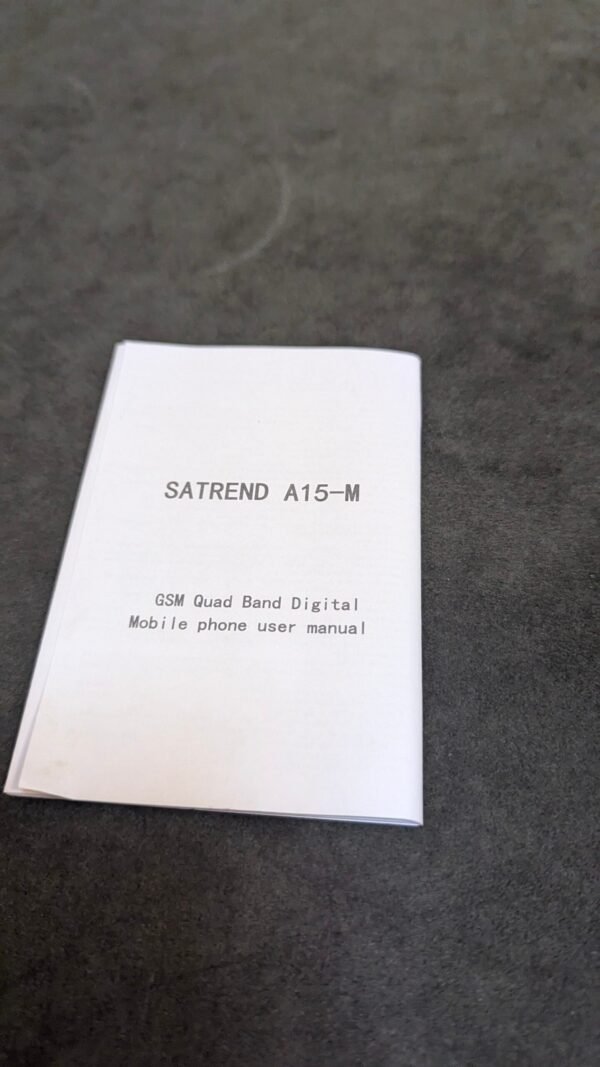 SATREND A15-M
GSM Quad Band Digital
Mobile phone user manual